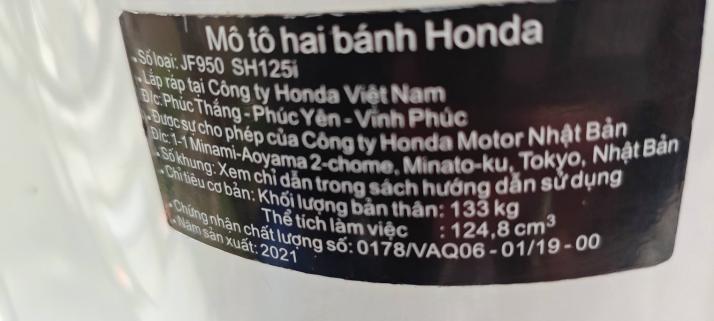 Mô tô hai bánh Honda
• Số loại: JF950 SH125i
• Lắp ráp tại Công ty Honda Việt Nam
Đ/c: Phúc Thắng - Phúc Yên - Vĩnh Phúc
• Được sự cho phép của Công ty Honda Motor Nhật Bản
Đ/c: 1-1 Minami-Aoyama 2-chome, Minato-ku, Tokyo, Nhật Bản
• Số khung: Xem chỉ dẫn trong sách hướng dẫn sử dụng
• Chỉ tiêu cơ bản: Khối lượng bản thân: 133 kg
Thể tích làm việc : 124,8 cm³
• Chứng nhận chất lượng số: 0178/VAQ06 - 01/19 - 00
• Năm sản xuất: 2021